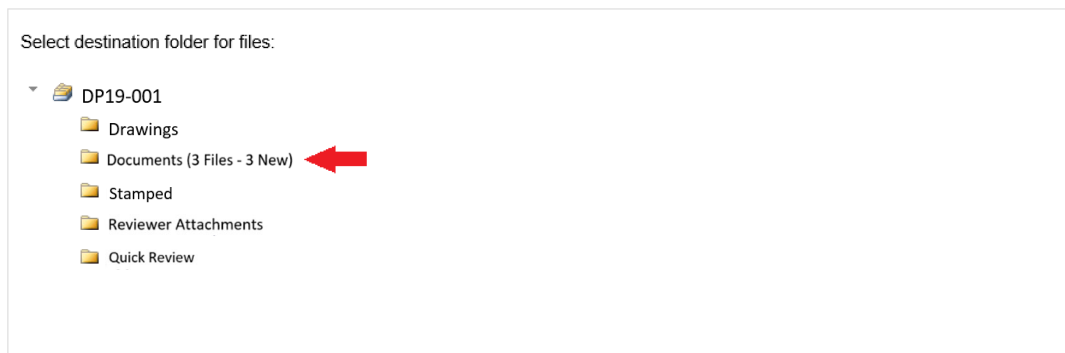 Select destination folder for files:
DP19-001
Drawings
Documents (3 Files - 3 New)
Stamped
Reviewer Attachments
Quick Review